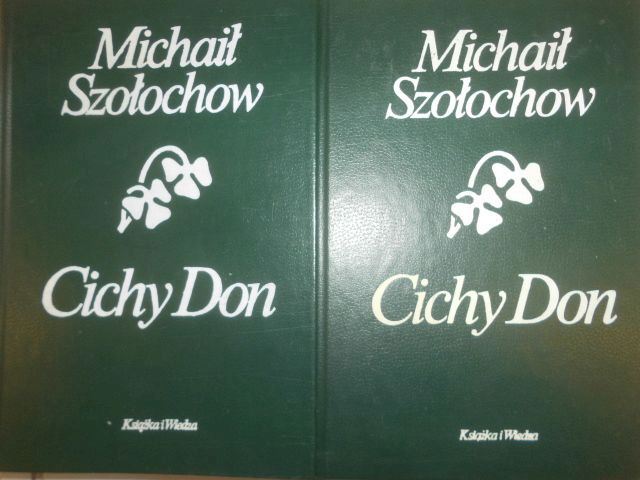 Michaił
Szołochow
Cichy Don
Książka i Wiedza
Michaił
Szołochow
Cichy Don
Książka i Wiedza